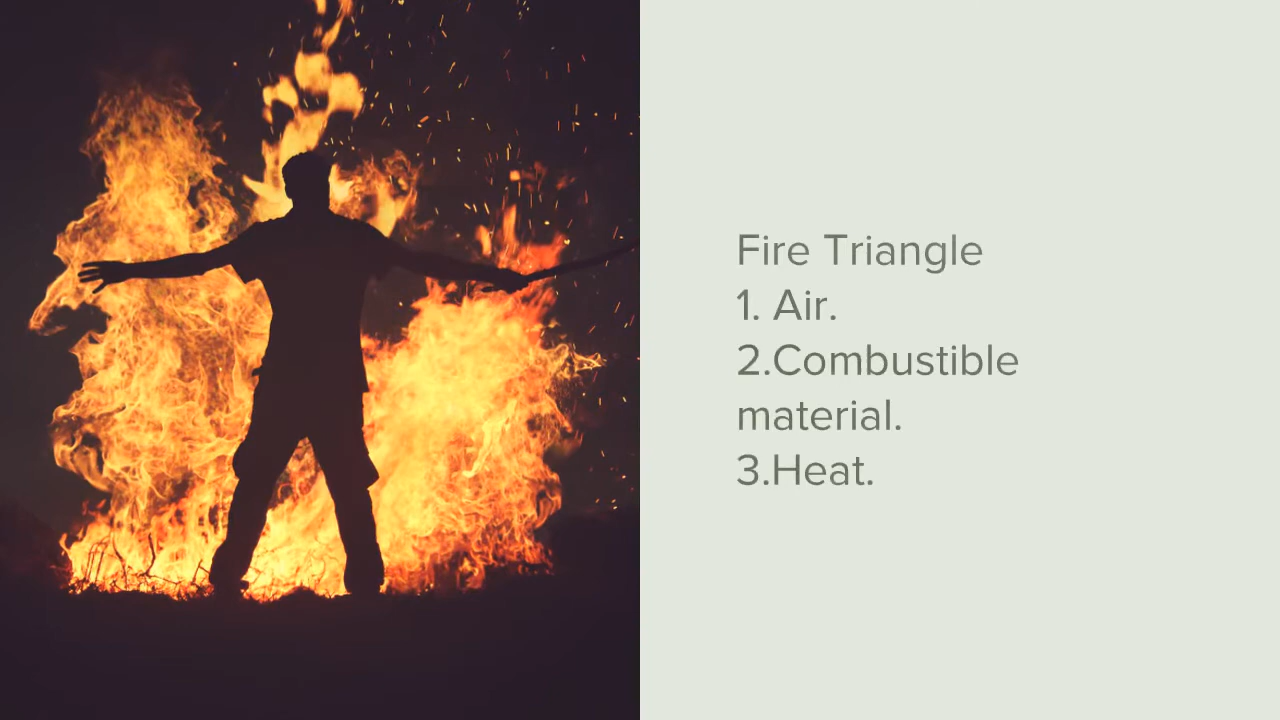 Fire Triangle
1. Air.
2.Combustible
material.
3.Heat.